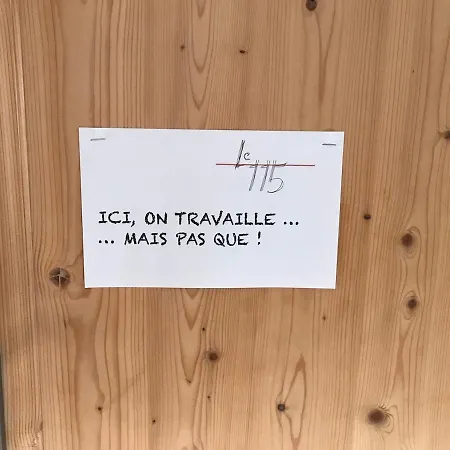 Le
115
ICI, ON TRAVAILLE ...
... MAIS PAS QUE !